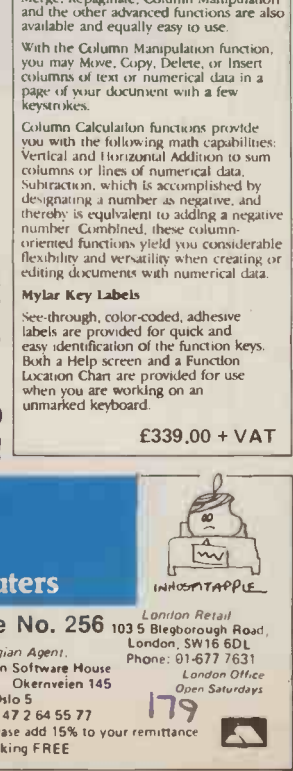 Merge, Repaginate, Column Manipulation
and the other advanced functions are also
available and equally easy to use.
With the Column Manipulation function,
you may Move, Copy, Delete, or Insert
columns of text or numerical data in a
page of your document with a few
keystrokes.
Column Calculation functions provide
you with the following math capabilities:
Vertical and Horizontal Addition to sum
columns or lines of numerical data,
Subtraction, which is accomplished by
designating a number as negative, and
thereby is equivalent to adding a negative
number Combined, these column-
oriented functions yield you considerable
flexibility and versatility when creating or
editing documents with numerical data.
Mylar Key Labels
See-through, color-coded, adhesive
labels are provided for quick and
easy identification of the function keys.
Both a Help screen and a Function
Location Chart are provided for use
when you are working on an
unmarked keyboard.
£339.00 + VAT
uters
INHOSPITAPPLE
e No. 256
gian Agent.
n Software House
Okernveien 145
slo 5
47 2 64 55 77
ase add 15% to your remittance
king FREE
London Retail
103 5 Blegborough Road,
London, SW16 6DL
Phone: 01-677 7631
London Office
Open Saturdays
179